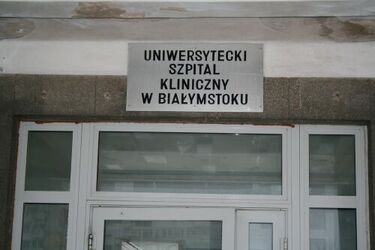 UNIWERSYTECKI
SZPITAL
KLINICZNY
W BIAŁYMSTOKU